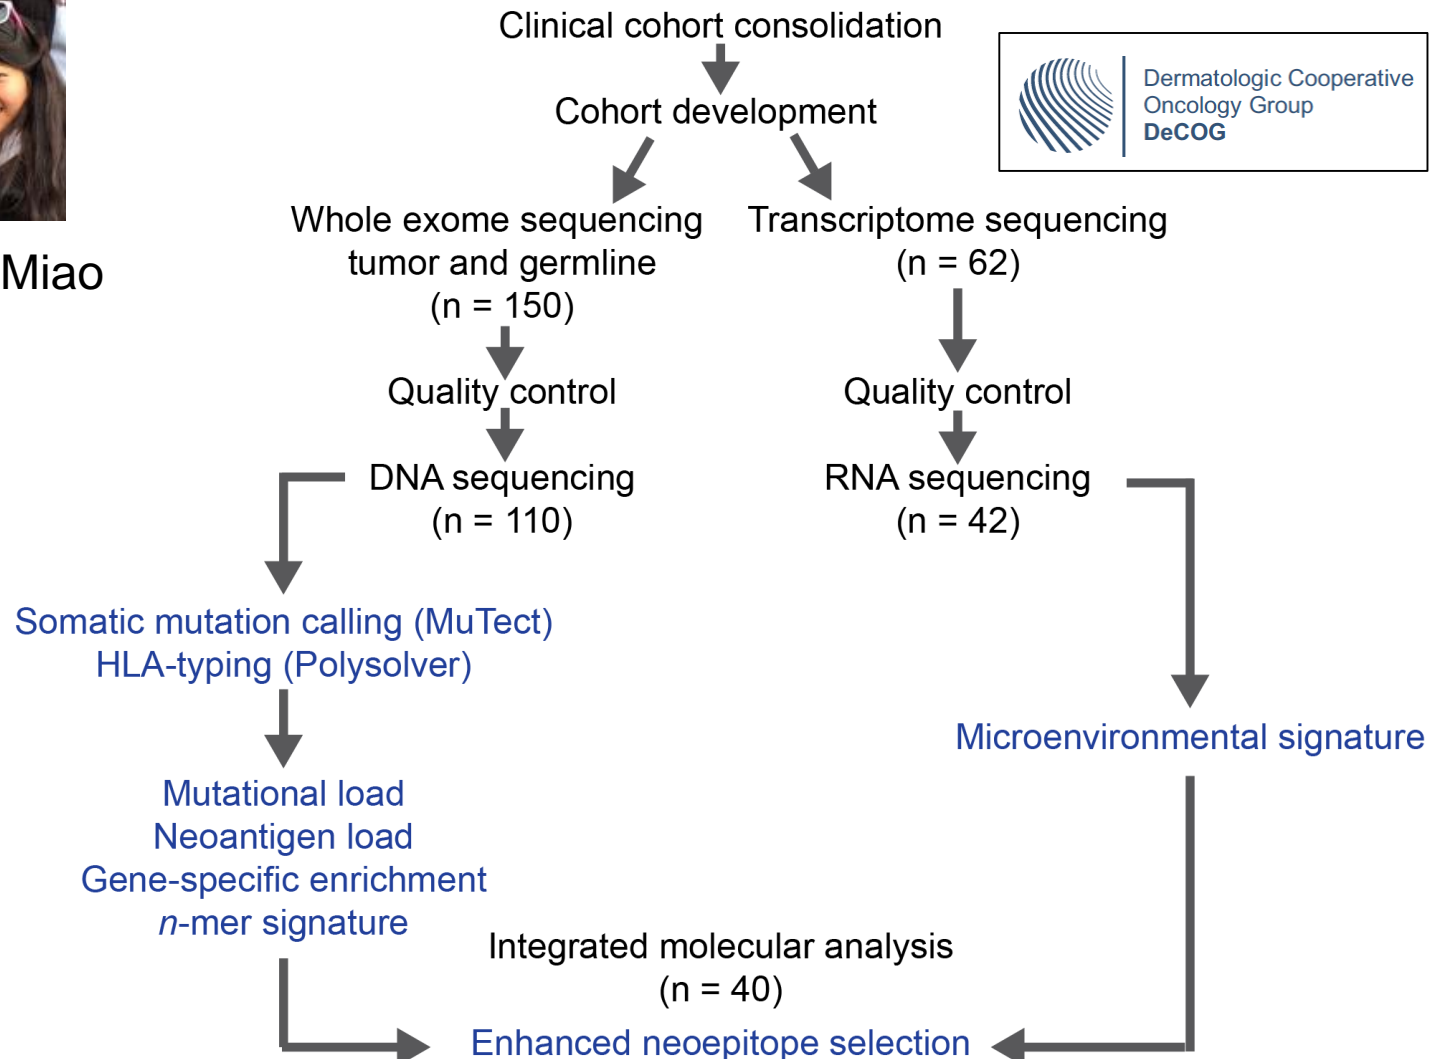 Clinical cohort consolidation
Cohort development
Dermatologic Cooperative
Oncology Group
DeCOG
Miao
Whole exome sequencing
tumor and germline
(n = 150)
Quality control
DNA sequencing
(n = 110)
Transcriptome sequencing
(n = 62)
Quality control
RNA sequencing
(n = 42)
Somatic mutation calling (MuTect)
HLA-typing (Polysolver)
Mutational load
Neoantigen load
Gene-specific enrichment
n-mer signature
Microenvironmental signature
Integrated molecular analysis
(n = 40)
Enhanced neoepitope selection